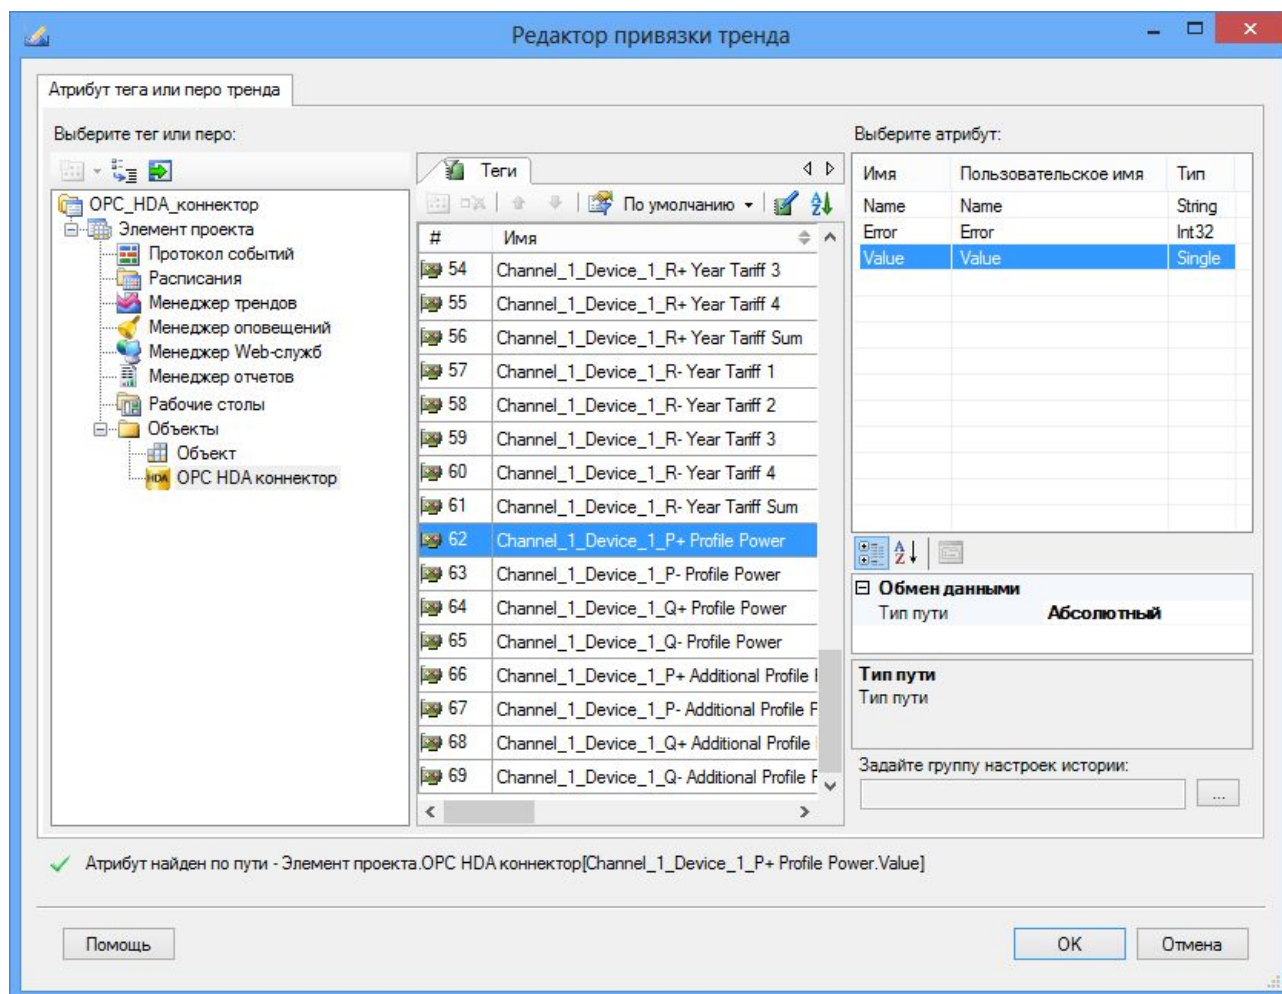 Редактор привязки тренда
Атрибут тега или перо тренда
Выберите тег или перо:
OPC_HDA_коннектор
Элемент проекта
Протокол событий
Расписания
Менеджер трендов
Менеджер оповещений
Менеджер Web-служб
Менеджер отчетов
Рабочие столы
Объекты
Объект
HDA OPC HDA коннектор
Теги
По умолчанию
# Имя
54 Channel_1_Device_1_R+ Year Tariff 3
55 Channel_1_Device_1_R+ Year Tariff 4
56 Channel_1_Device_1_R+ Year Tariff Sum
57 Channel_1_Device_1_R- Year Tariff 1
58 Channel_1_Device_1_R- Year Tariff 2
59 Channel_1_Device_1_R- Year Tariff 3
60 Channel_1_Device_1_R- Year Tariff 4
61 Channel_1_Device_1_R- Year Tariff Sum
62 Channel_1_Device_1_P+ Profile Power
63 Channel_1_Device_1_P- Profile Power
64 Channel_1_Device_1_Q+ Profile Power
65 Channel_1_Device_1_Q- Profile Power
66 Channel_1_Device_1_P+ Additional Profile
67 Channel_1_Device_1_P- Additional Profile
68 Channel_1_Device_1_Q+ Additional Profile
69 Channel_1_Device_1_Q- Additional Profile
Выберите атрибут:
Имя Пользовательское имя Тип
Name Name String
Error Error Int32
Value Value Single
Обмен данными
Тип пути Абсолютный
Тип пути
Тип пути
Задайте группу настроек истории:
...
Атрибут найден по пути - Элемент проекта.OPC HDA коннектор[Channel_1_Device_1_P+ Profile Power.Value]
Помощь
OK
Отмена